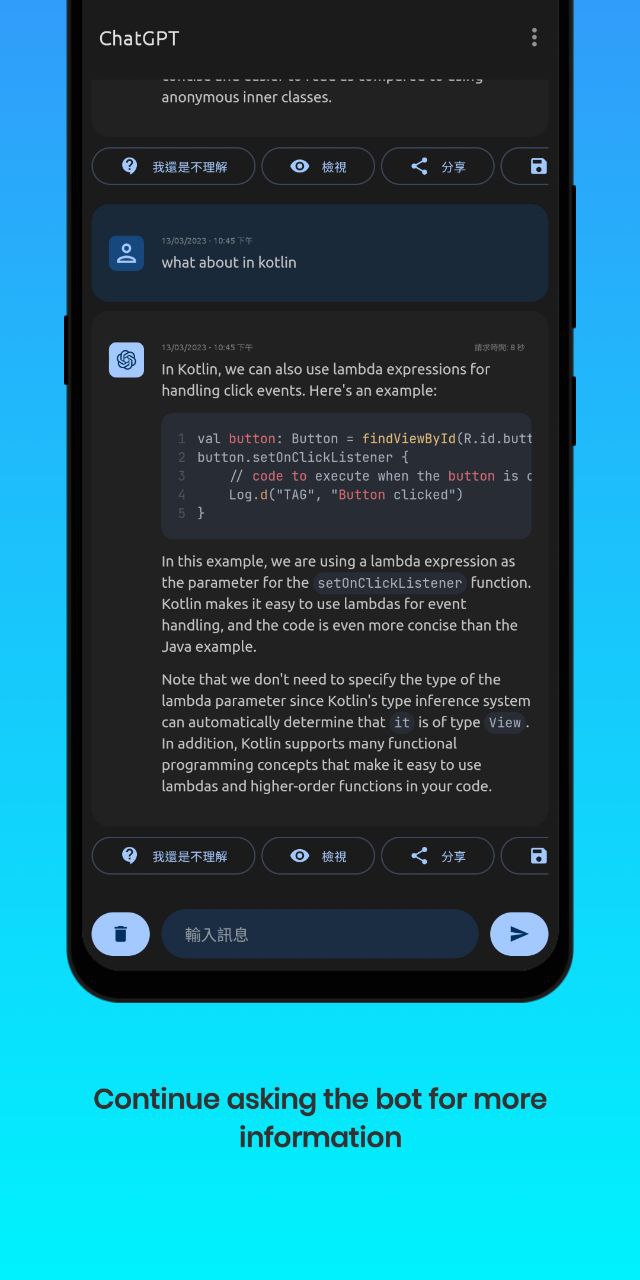 ChatGPT
concise and easier to read as compared to using
anonymous inner classes.
我還是不理解
檢視
分享
13/03/2023 - 10:45 下午
what about in kotlin
13/03/2023 - 10:45 下午
請求時間: 8 秒
In Kotlin, we can also use lambda expressions for
handling click events. Here's an example:
1 val button: Button = findViewById(R.id.butt
2 button.setOnClickListener {
3     // code to execute when the button is c
4     Log.d("TAG", "Button clicked")
5 }
In this example, we are using a lambda expression as
the parameter for the setOnClickListener function.
Kotlin makes it easy to use lambdas for event
handling, and the code is even more concise than the
Java example.
Note that we don't need to specify the type of the
lambda parameter since Kotlin's type inference system
can automatically determine that it is of type View.
In addition, Kotlin supports many functional
programming concepts that make it easy to use
lambdas and higher-order functions in your code.
我還是不理解
檢視
分享
輸入訊息
Continue asking the bot for more
information